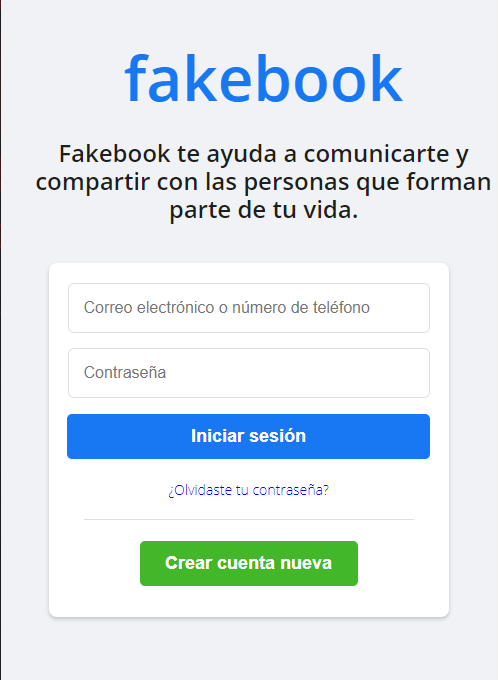 fakebook
Fakebook te ayuda a comunicarte y
compartir con las personas que forman
parte de tu vida.
Correo electrónico o número de teléfono
Contraseña
Iniciar sesión
¿Olvidaste tu contraseña?
Crear cuenta nueva